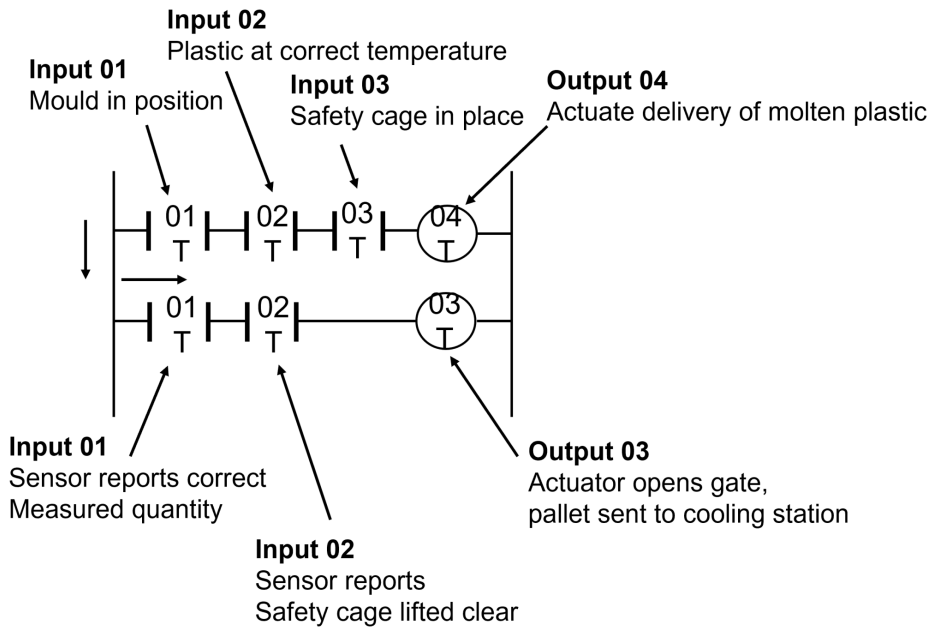 Input 02
Plastic at correct temperature
Input 01
Mould in position
Input 03
Safety cage in place
Output 04
Actuate delivery of molten plastic
01 02 03 04
T T T T
01 02 03
T T T
Input 01
Sensor reports correct
Measured quantity
Output 03
Actuator opens gate,
pallet sent to cooling station
Input 02
Sensor reports
Safety cage lifted clear